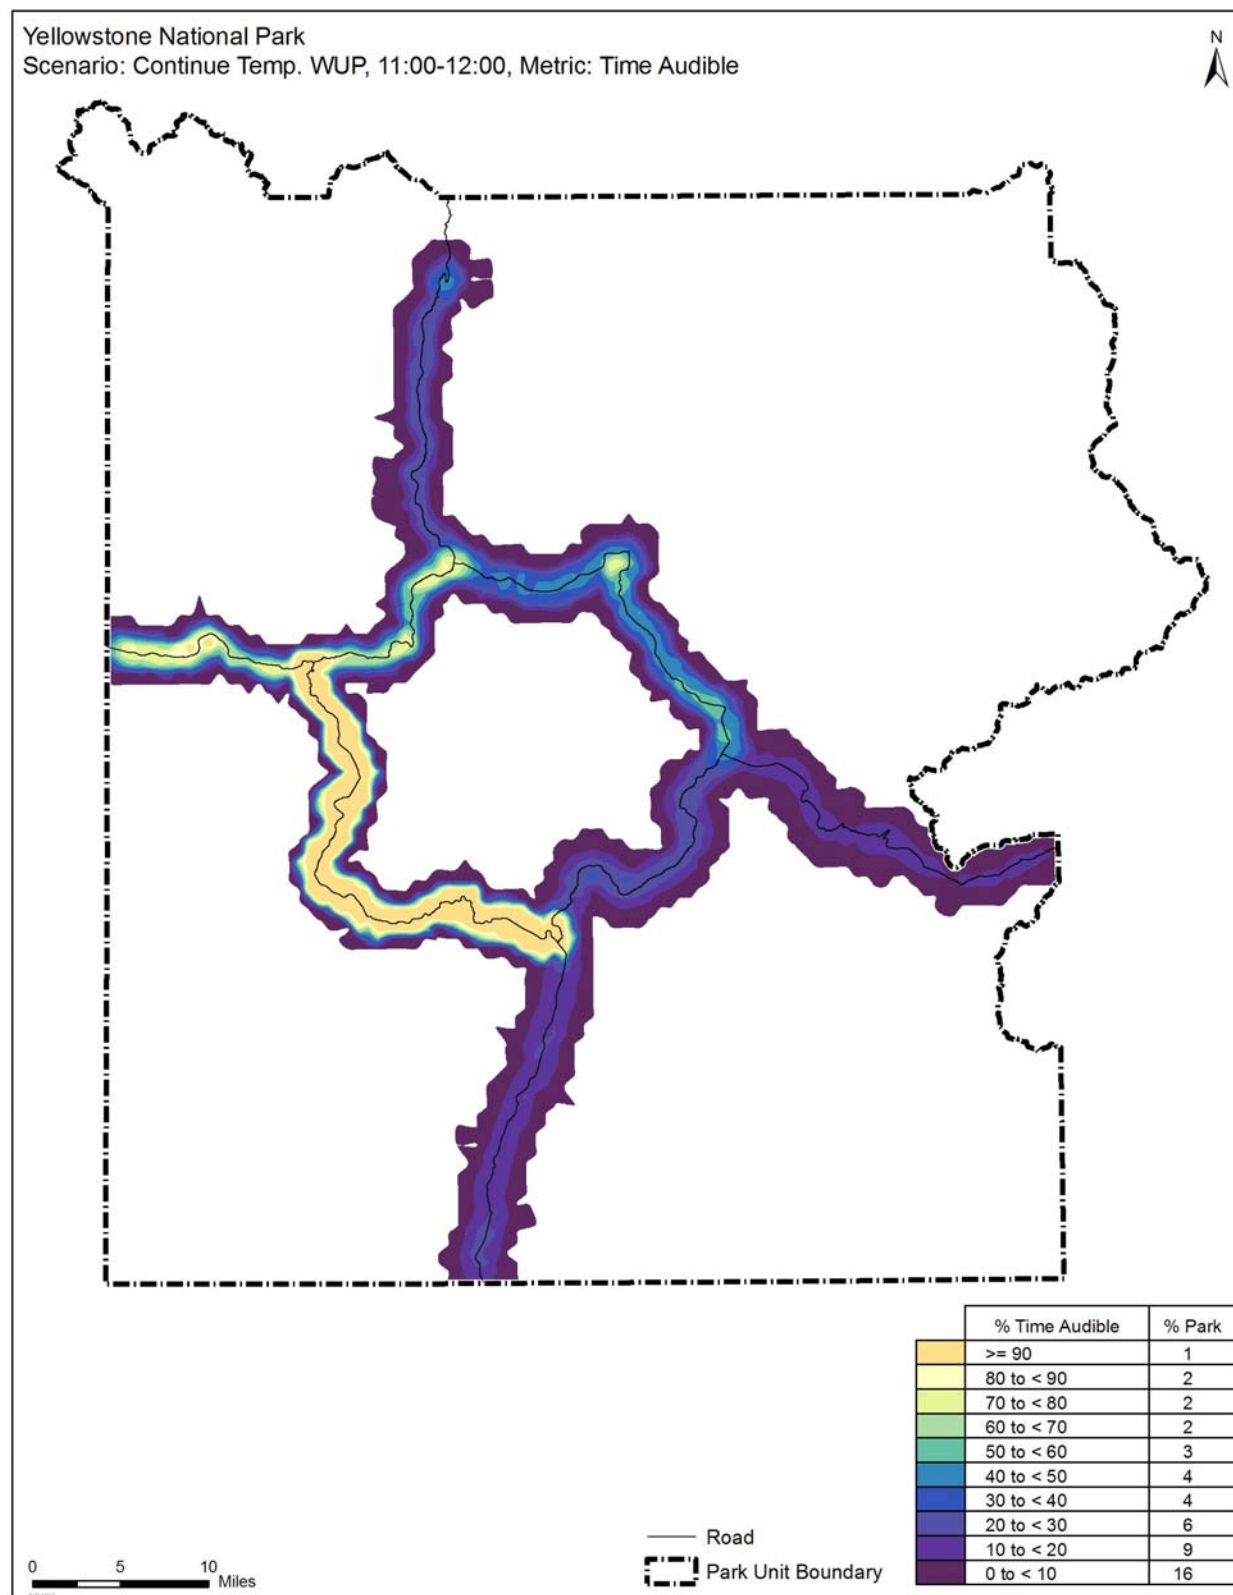 Yellowstone National Park
Scenario: Continue Temp. WUP, 11:00-12:00, Metric: Time Audible
N
% Time Audible % Park
>= 90 1
80 to < 90 2
70 to < 80 2
60 to < 70 2
50 to < 60 3
40 to < 50 4
30 to < 40 4
20 to < 30 6
10 to < 20 9
0 to < 10 16
Road
Park Unit Boundary
0 5 10
Miles